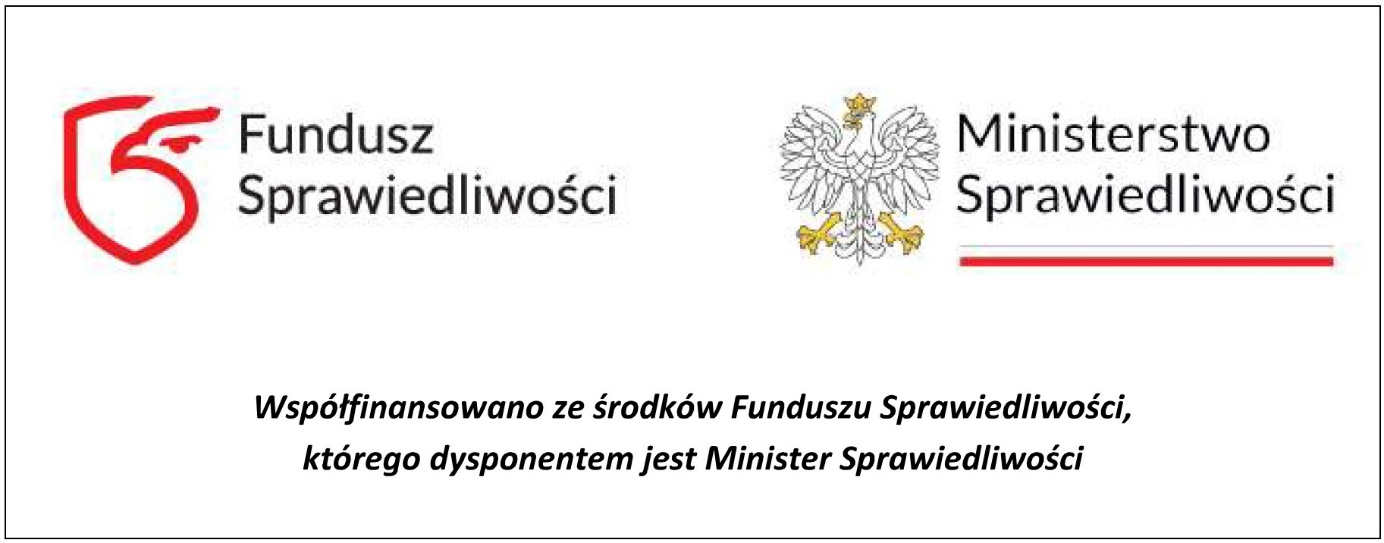 Fundusz
Sprawiedliwości
Ministerstwo
Sprawiedliwości
Współfinansowano ze środków Funduszu Sprawiedliwości,
którego dysponentem jest Minister Sprawiedliwości